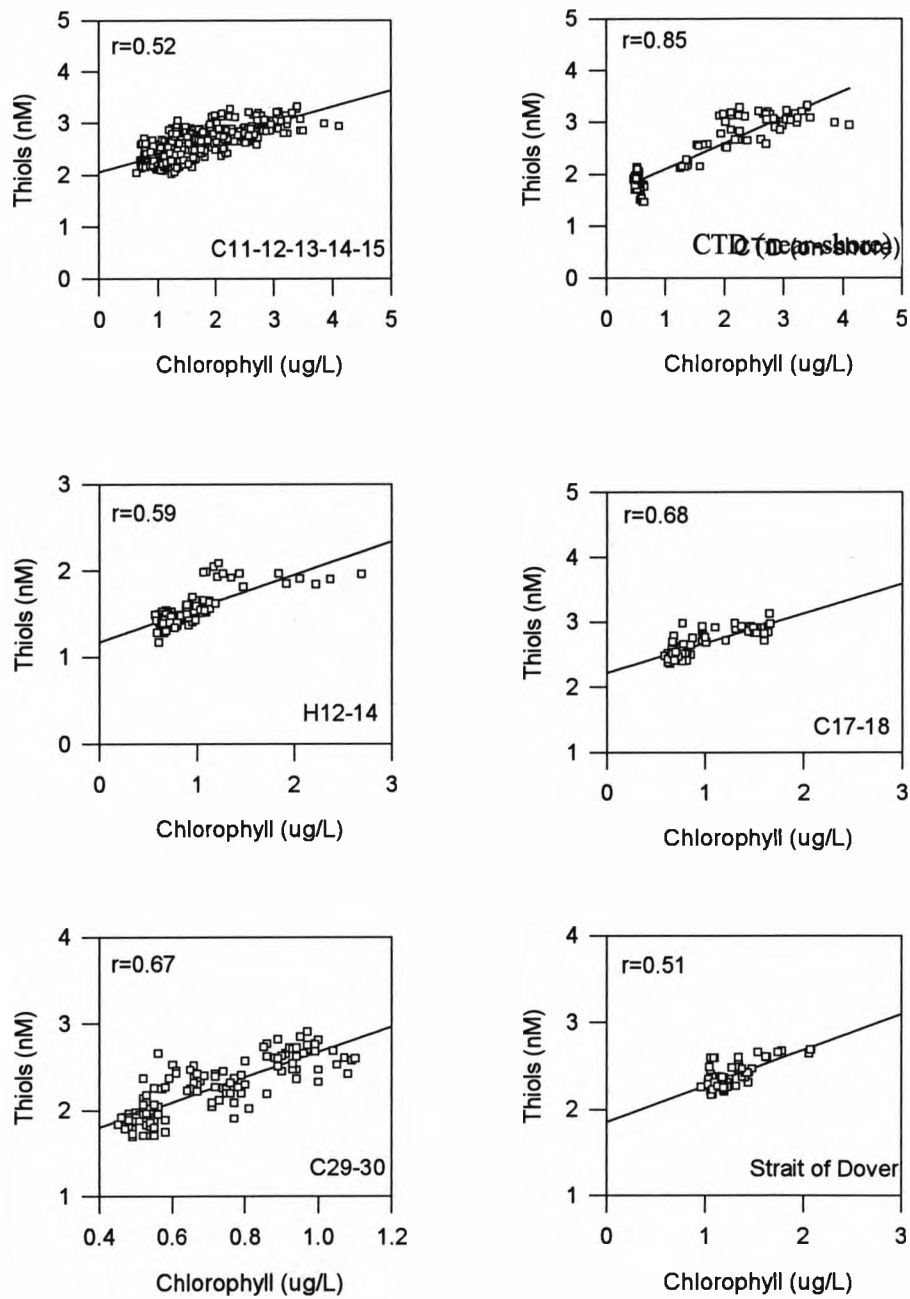 5
r=0.52
4
3
2
1
0
Thiols (nM)
C11-12-13-14-15
0 1 2 3 4 5
Chlorophyll (ug/L)
5
r=0.85
4
3
2
1
0
Thiols (nM)
CTD (near-shore)
0 1 2 3 4 5
Chlorophyll (ug/L)
3
r=0.59
2
1
0
Thiols (nM)
H12-14
0 1 2 3
Chlorophyll (ug/L)
5
r=0.68
4
3
2
1
Thiols (nM)
C17-18
0 1 2 3
Chlorophyll (ug/L)
4
r=0.67
3
2
1
Thiols (nM)
C29-30
0.4 0.6 0.8 1.0 1.2
Chlorophyll (ug/L)
4
r=0.51
3
2
1
Thiols (nM)
Strait of Dover
0 1 2 3
Chlorophyll (ug/L)